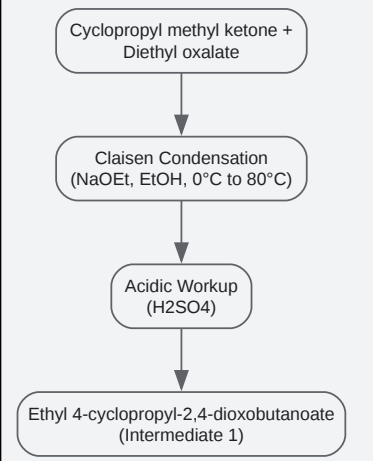 Cyclopropyl methyl ketone +
Diethyl oxalate
Claisen Condensation
(NaOEt, EtOH, 0°C to 80°C)
Acidic Workup
(H2SO4)
Ethyl 4-cyclopropyl-2,4-dioxobutanoate
(Intermediate 1)